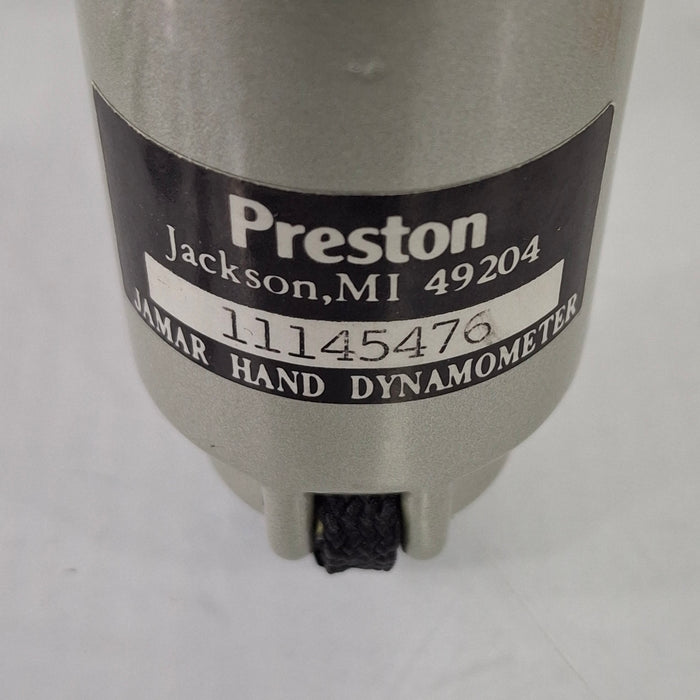 Preston
Jackson,MI 49204
11145476
JAMAR HAND DYNAMOMETER